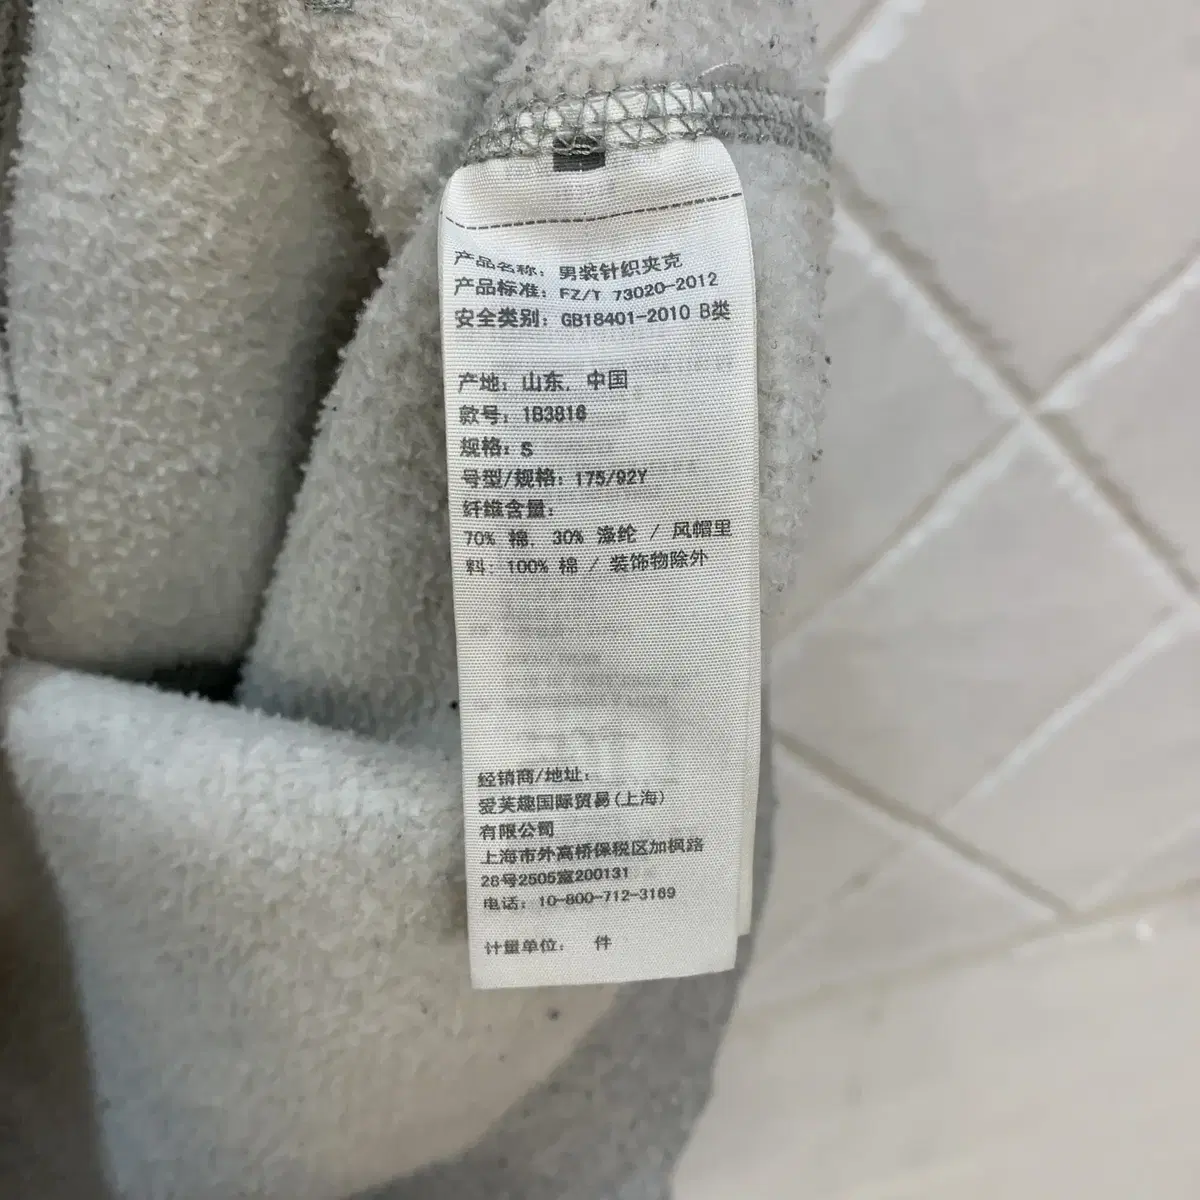 产品名称: 男装针织夹克
产品标准: FZ/T 73020-2012
安全类别: GB18401-2010 B类
产地: 山东, 中国
款号: 1B3816
规格: S
号型/规格: 175/92Y
纤维含量:
70% 棉, 30% 涤纶 / 风帽里
料: 100% 棉 / 装饰物除外
经销商/地址:
爱芙趣国际贸易(上海)
有限公司
上海市外高桥保税区加枫路
28号2505室200131
电话: 10-800-712-3169
计量单位: 件